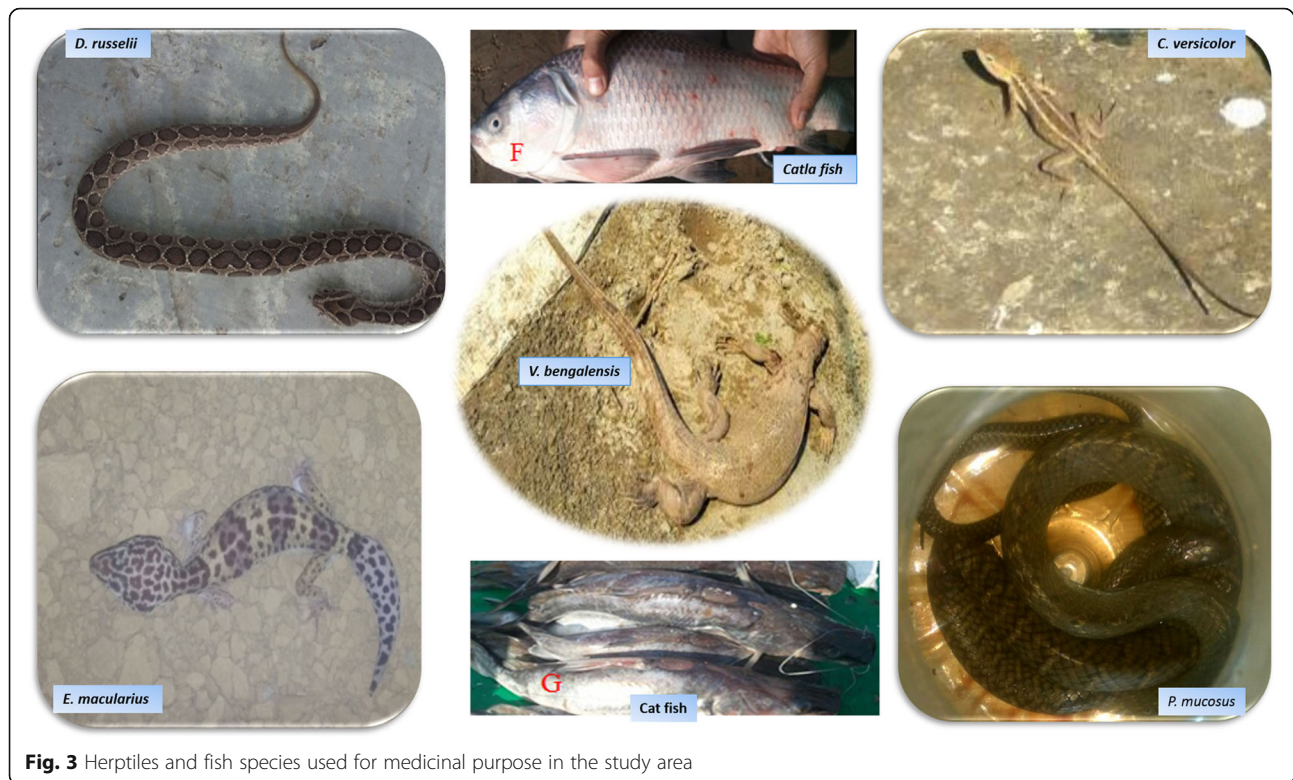 D. russelii
F
Catla fish
C. versicolor
V. bengalensis
E. macularius
G
Cat fish
P. mucosus
Fig. 3 Herptiles and fish species used for medicinal purpose in the study area